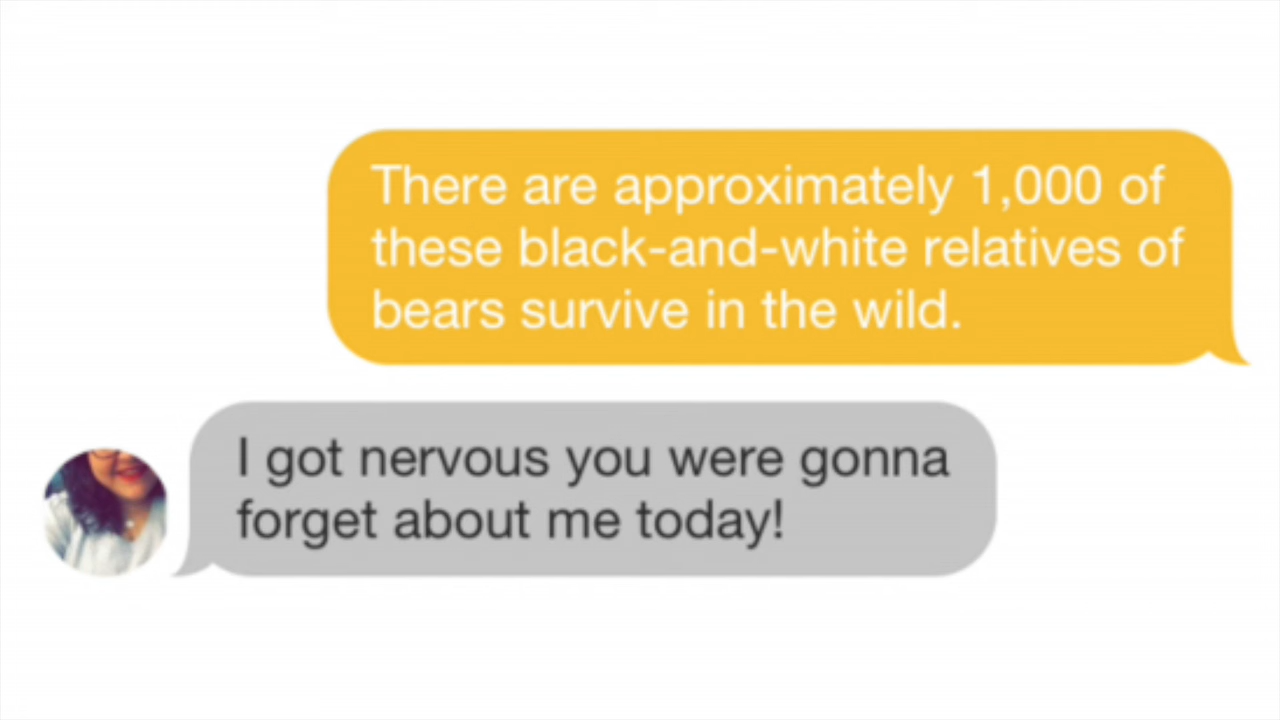 There are approximately 1,000 of
these black-and-white relatives of
bears survive in the wild.
I got nervous you were gonna
forget about me today!